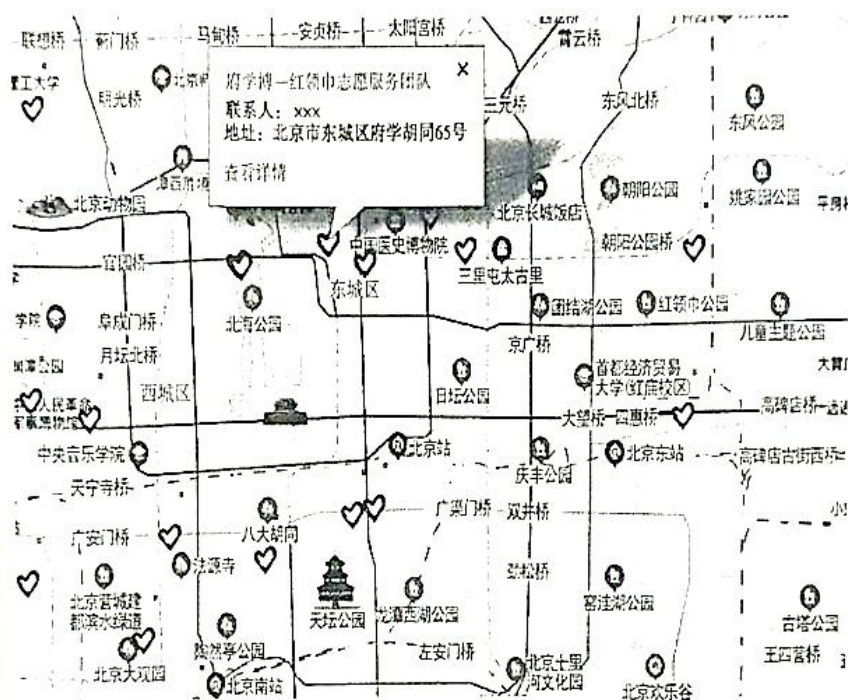 联想桥
蓟门桥
马甸桥
安贞桥
太阳宫桥
霄云桥
理工大学
明光桥
府学博—红领巾志愿服务团队
×
联系人：xxx
地址：北京市东城区府学胡同65号
查看详情
三元桥
东风北桥
东风公园
北京动物园
北京长城饭店
朝阳公园
姚家园公园
官园桥
中国医史博物院
三里屯太古里
朝阳公园桥
东城区
学院
阜成门桥
北海公园
团结湖公园
红领巾公园
儿童主题公园
月坛北桥
京广桥
西城区
日坛公园
首都经济贸易
大学(红庙校区)
人民革命
军事博物馆
大望桥
四惠桥
高碑店桥
中央音乐学院
北京站
庆丰公园
北京东站
高碑店古街西桥
天宁寺桥
广安门桥
八大胡同
广渠门桥
双井桥
法源寺
劲松桥
北京营城建
都滨水绿道
天坛公园
龙潭西湖公园
窑洼湖公园
古塔公园
陶然亭公园
左安门桥
王四营桥
北京大观园
北京南站
北京十里
河文化园
北京欢乐谷